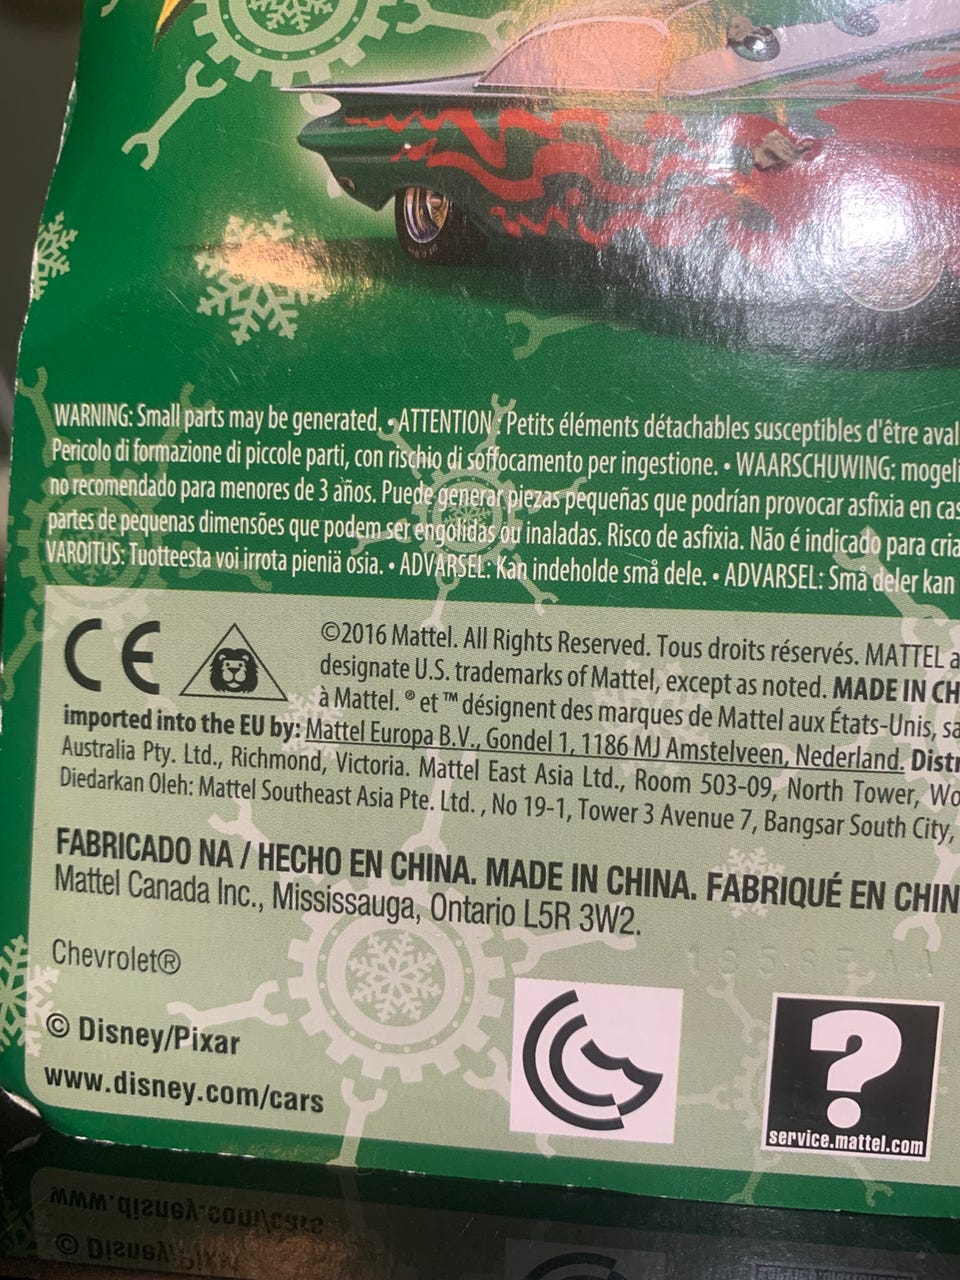 WARNING: Small parts may be generated. • ATTENTION : Petits éléments détachables susceptibles d'être aval
Pericolo di formazione di piccole parti, con rischio di soffocamento per ingestione. • WAARSCHUWING: mogeli
no recomendado para menores de 3 años. Puede generar piezas pequeñas que podrían provocar asfixia en cas
partes de pequenas dimensões que podem ser engolidas ou inaladas. Risco de asfixia. Não é indicado para cria
VAROITUS: Tuotteesta voi irrota pieniä osia. • ADVARSEL: Kan indeholde små dele. • ADVARSEL: Små deler kan
CE
©2016 Mattel. All Rights Reserved. Tous droits réservés. MATTEL a
designate U.S. trademarks of Mattel, except as noted. MADE IN CH
à Mattel. ® et ™ désignent des marques de Mattel aux États-Unis, sa
imported into the EU by: Mattel Europa B.V., Gondel 1, 1186 MJ Amstelveen, Nederland. Distr
Australia Pty. Ltd., Richmond, Victoria. Mattel East Asia Ltd., Room 503-09, North Tower, Wo
Diedarkan Oleh: Mattel Southeast Asia Pte. Ltd. , No 19-1, Tower 3 Avenue 7, Bangsar South City,
FABRICADO NA / HECHO EN CHINA. MADE IN CHINA. FABRIQUÉ EN CHIN
Mattel Canada Inc., Mississauga, Ontario L5R 3W2.
Chevrolet®
© Disney/Pixar
www.disney.com/cars
?
service.mattel.com